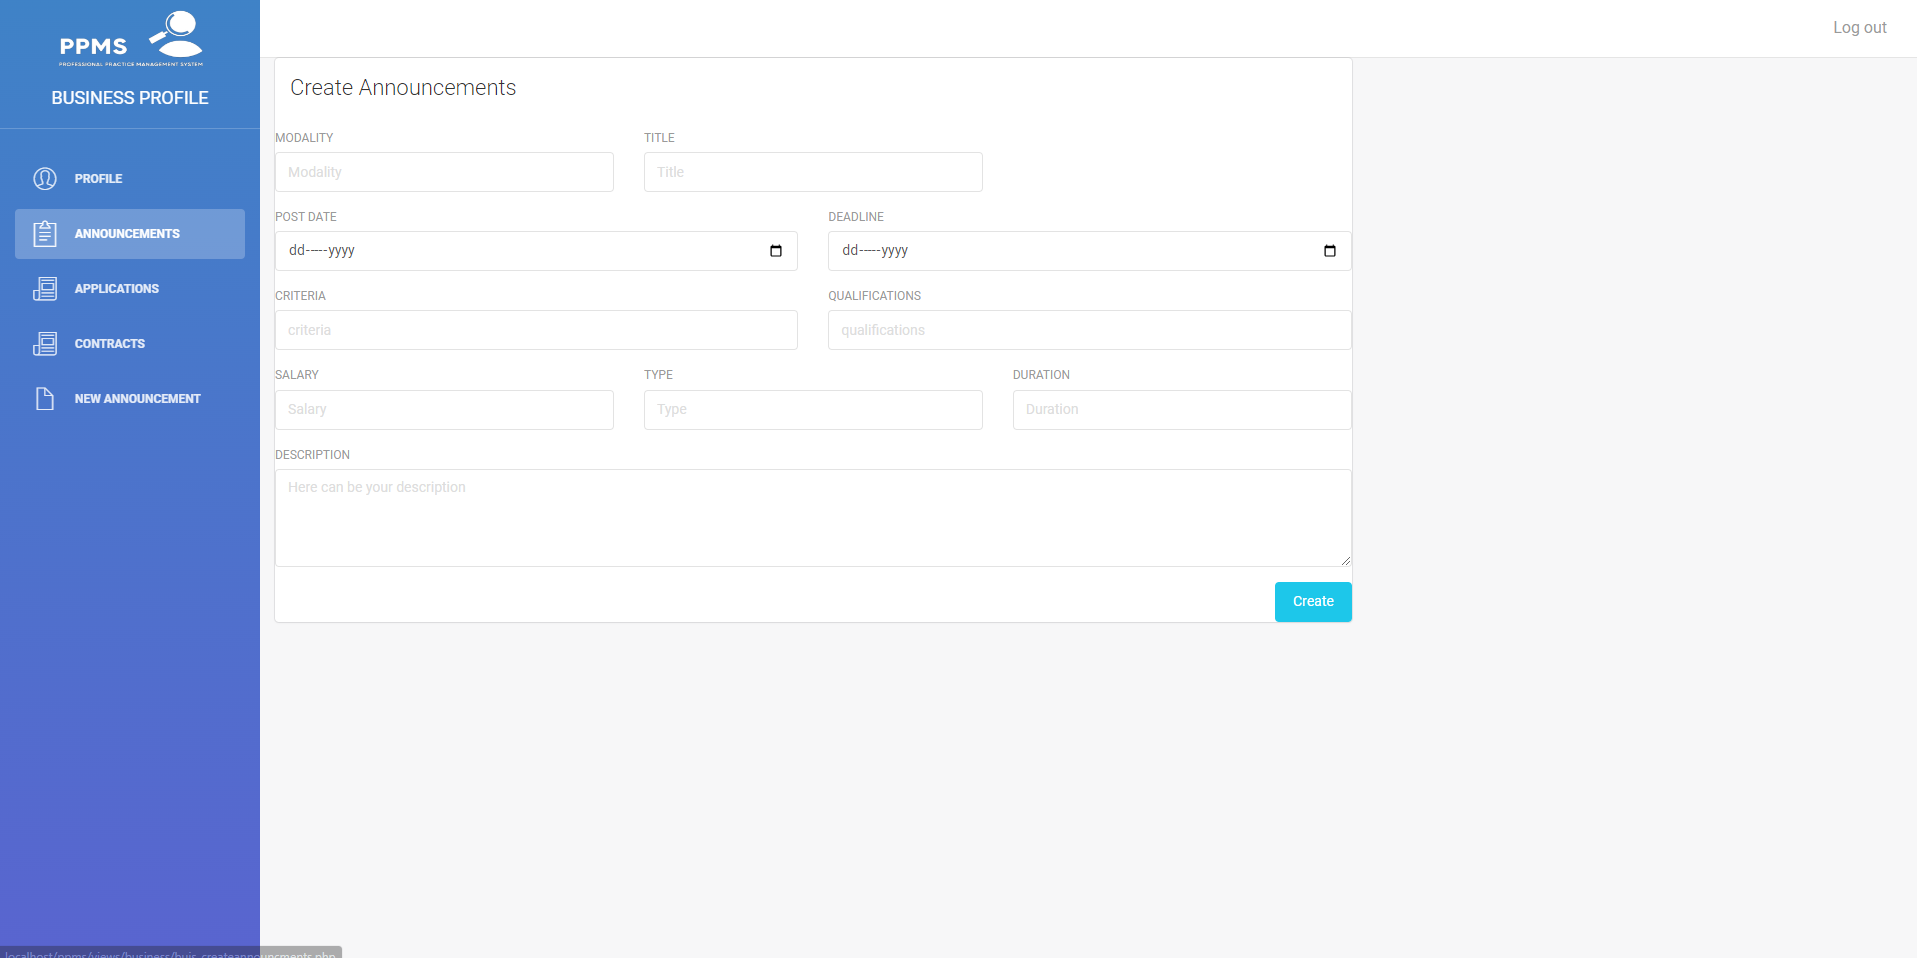 PPMS
PROFESSIONAL PRACTICE MANAGEMENT SYSTEM
BUSINESS PROFILE
PROFILE
ANNOUNCEMENTS
APPLICATIONS
CONTRACTS
NEW ANNOUNCEMENT
Log out
Create Announcements
MODALITY TITLE
Modality Title
POST DATE DEADLINE
dd-----yyyy dd-----yyyy
CRITERIA QUALIFICATIONS
criteria qualifications
SALARY TYPE DURATION
Salary Type Duration
DESCRIPTION
Here can be your description
Create
localhost/ppms/views/business/buis_createannouncments.php